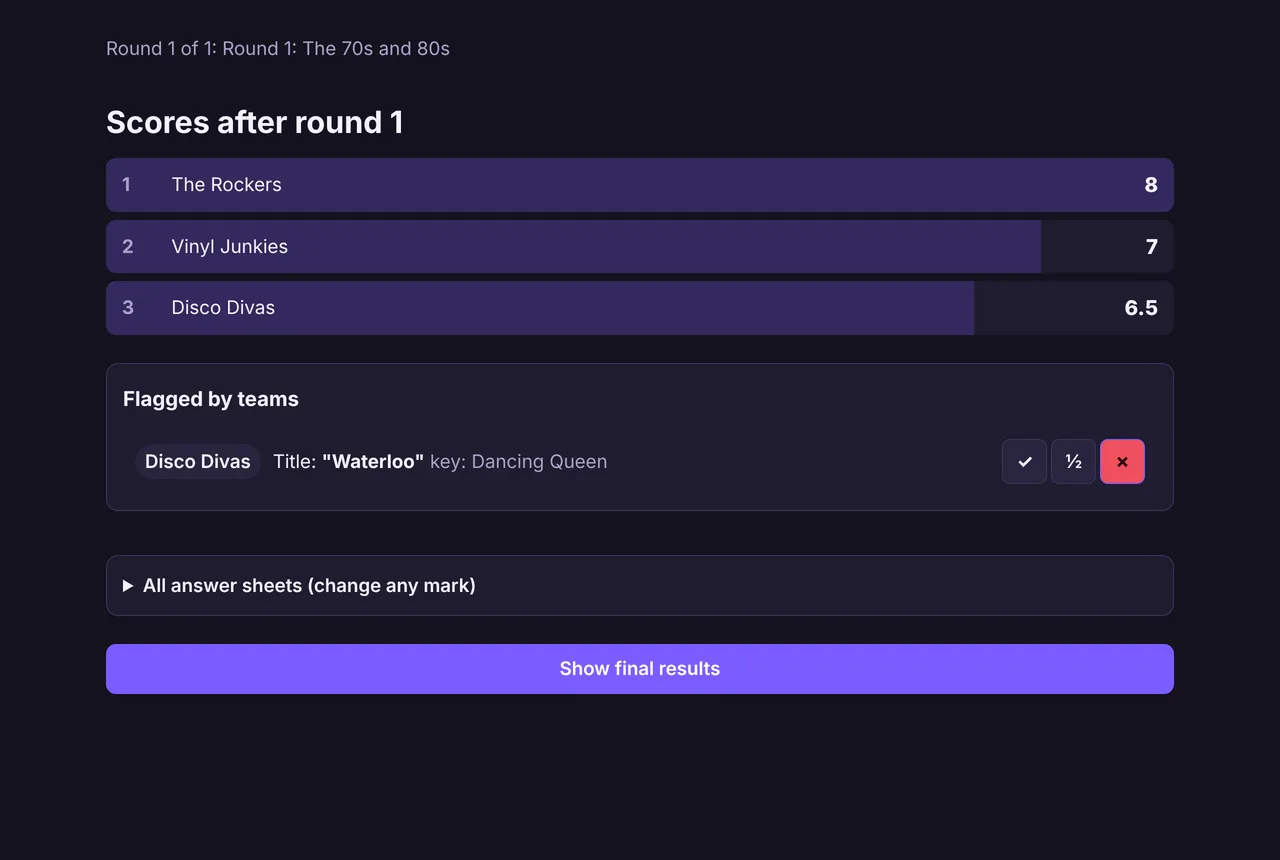 Round 1 of 1: Round 1: The 70s and 80s
Scores after round 1
1 The Rockers 8
2 Vinyl Junkies 7
3 Disco Divas 6.5
Flagged by teams
Disco Divas Title: "Waterloo" key: Dancing Queen ✓ ½ ×
▶ All answer sheets (change any mark)
Show final results